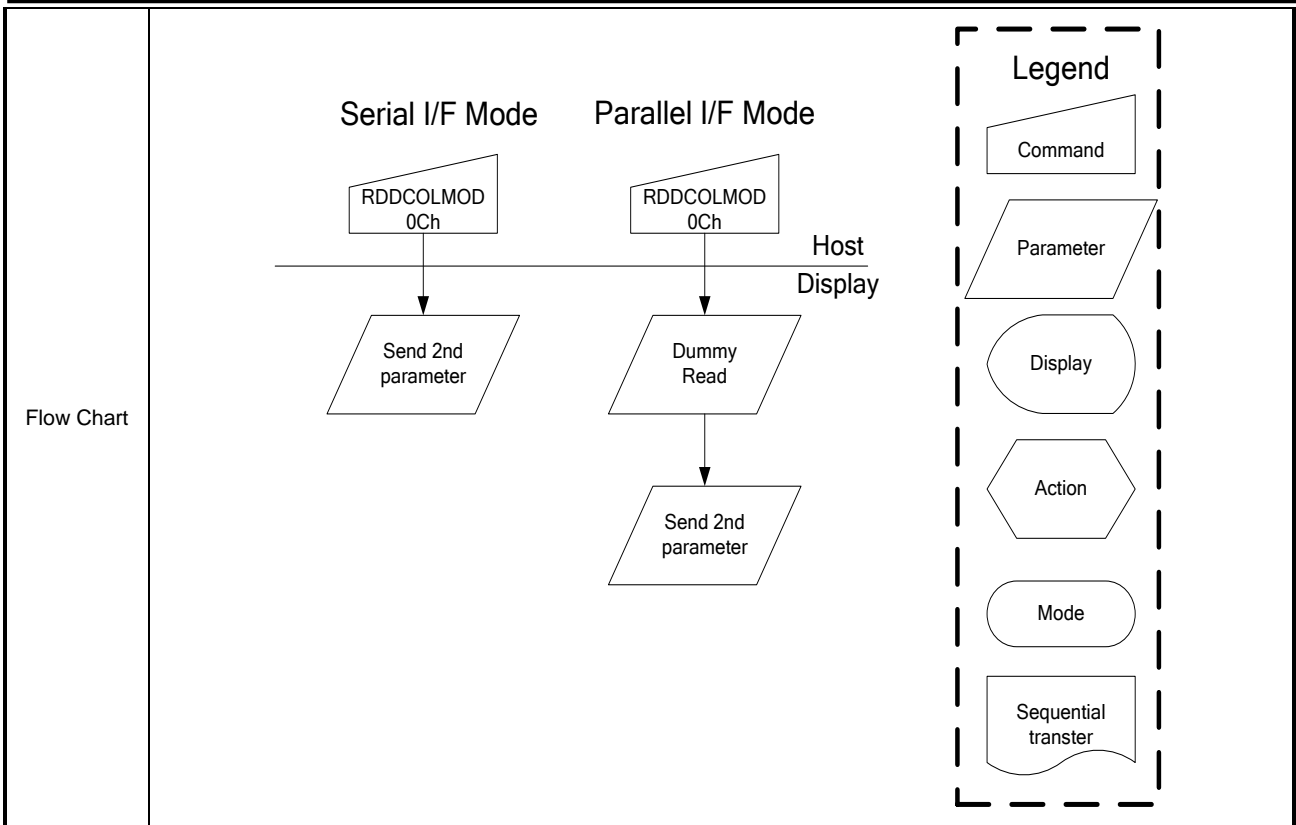 Flow Chart
Serial I/F Mode
RDDCOLMOD
0Ch
Send 2nd
parameter
Parallel I/F Mode
RDDCOLMOD
0Ch
Host
Display
Dummy
Read
Send 2nd
parameter
Legend
Command
Parameter
Display
Action
Mode
Sequential
transter